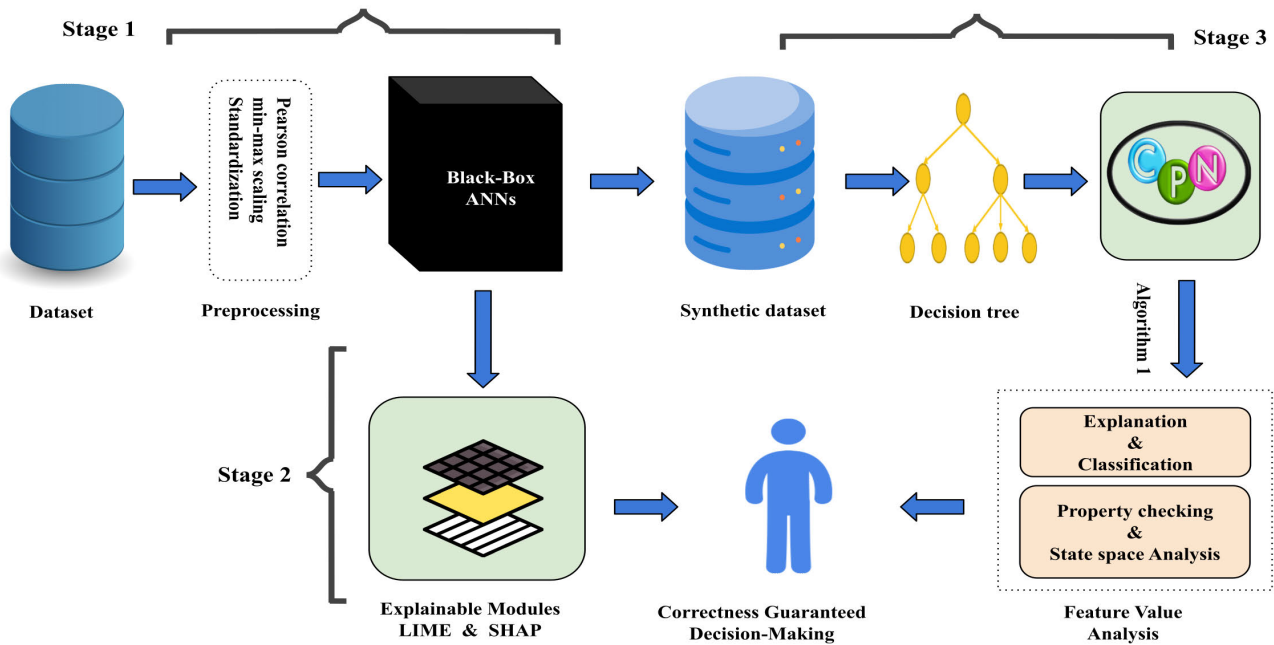 Stage 1
Stage 3
Pearson correlation
min-max scaling
Standardization
Black-Box
ANNs
C P N
Dataset
Preprocessing
Synthetic dataset
Decision tree
Algorithm 1
Stage 2
Explanation
&
Classification
Property checking
&
State space Analysis
Explainable Modules
LIME & SHAP
Correctness Guaranteed
Decision-Making
Feature Value
Analysis